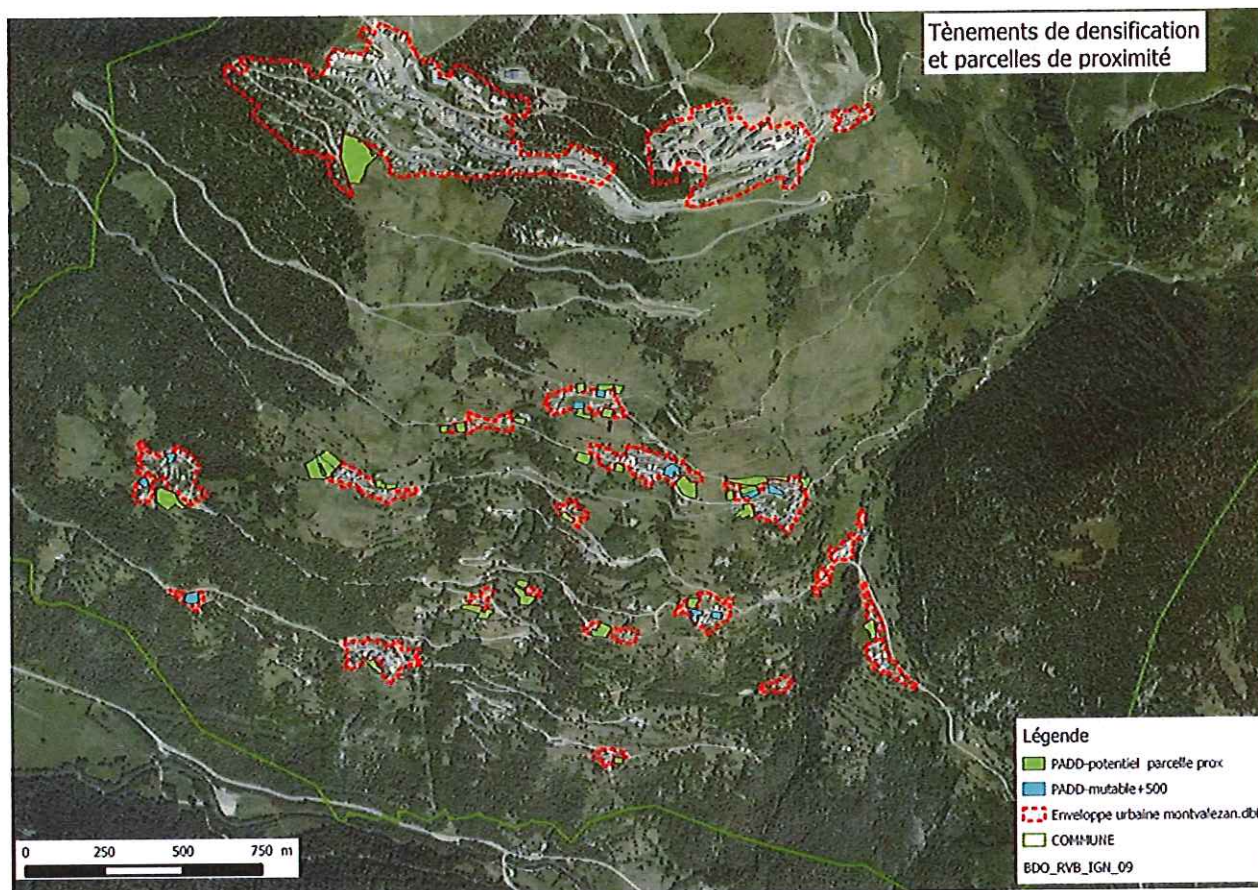 Tènements de densification
et parcelles de proximité
Légende
PADD-potentiel parcelle prox
PADD-mutable+500
Enveloppe urbaine montvalezan.dbf
COMMUNE
BDO_RVB_IGN_09
0 250 500 750 m